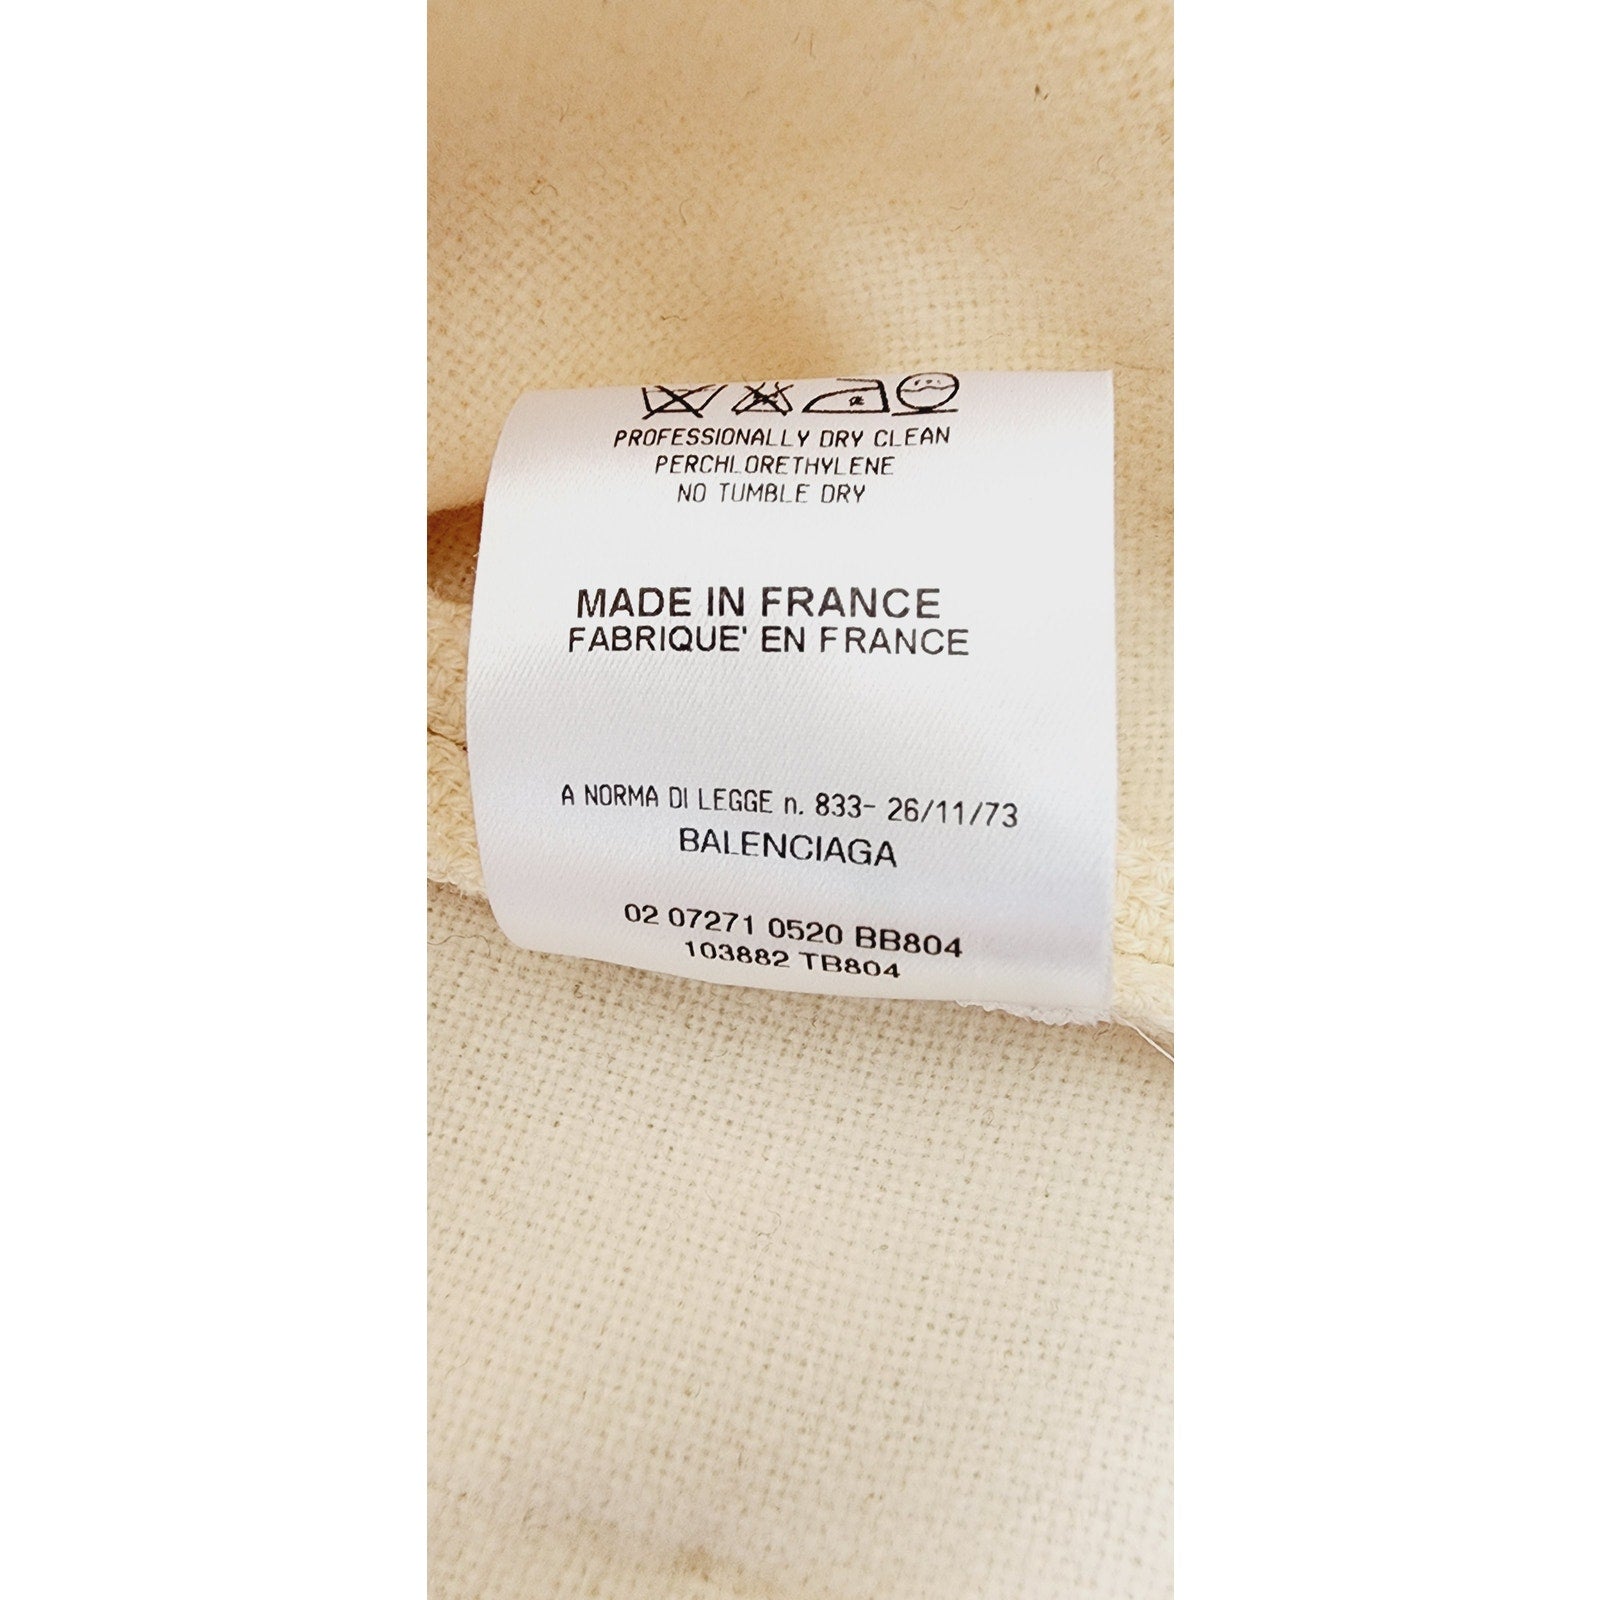 PROFESSIONALLY DRY CLEAN
PERCHLORETHYLENE
NO TUMBLE DRY
MADE IN FRANCE
FABRIQUE' EN FRANCE
A NORMA DI LEGGE n. 833- 26/11/73
BALENCIAGA
02 07271 0520 BB804
103882 TB804